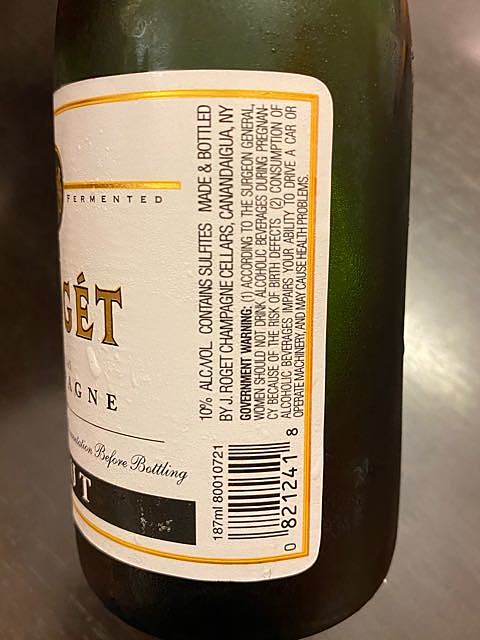 FERMENTED
GÉT
AGNE
Before Bottling
UT
10% ALC./VOL. CONTAINS SULFITES MADE & BOTTLED
BY J. ROGET CHAMPAGNE CELLARS, CANANDAIGUA, NY
GOVERNMENT WARNING: (1) ACCORDING TO THE SURGEON GENERAL,
WOMEN SHOULD NOT DRINK ALCOHOLIC BEVERAGES DURING PREGNAN-
CY BECAUSE OF THE RISK OF BIRTH DEFECTS (2) CONSUMPTION OF
ALCOHOLIC BEVERAGES IMPAIRS YOUR ABILITY TO DRIVE A CAR OR
OPERATE MACHINERY, AND MAY CAUSE HEALTH PROBLEMS.
187ml 80010721
0 821241 8